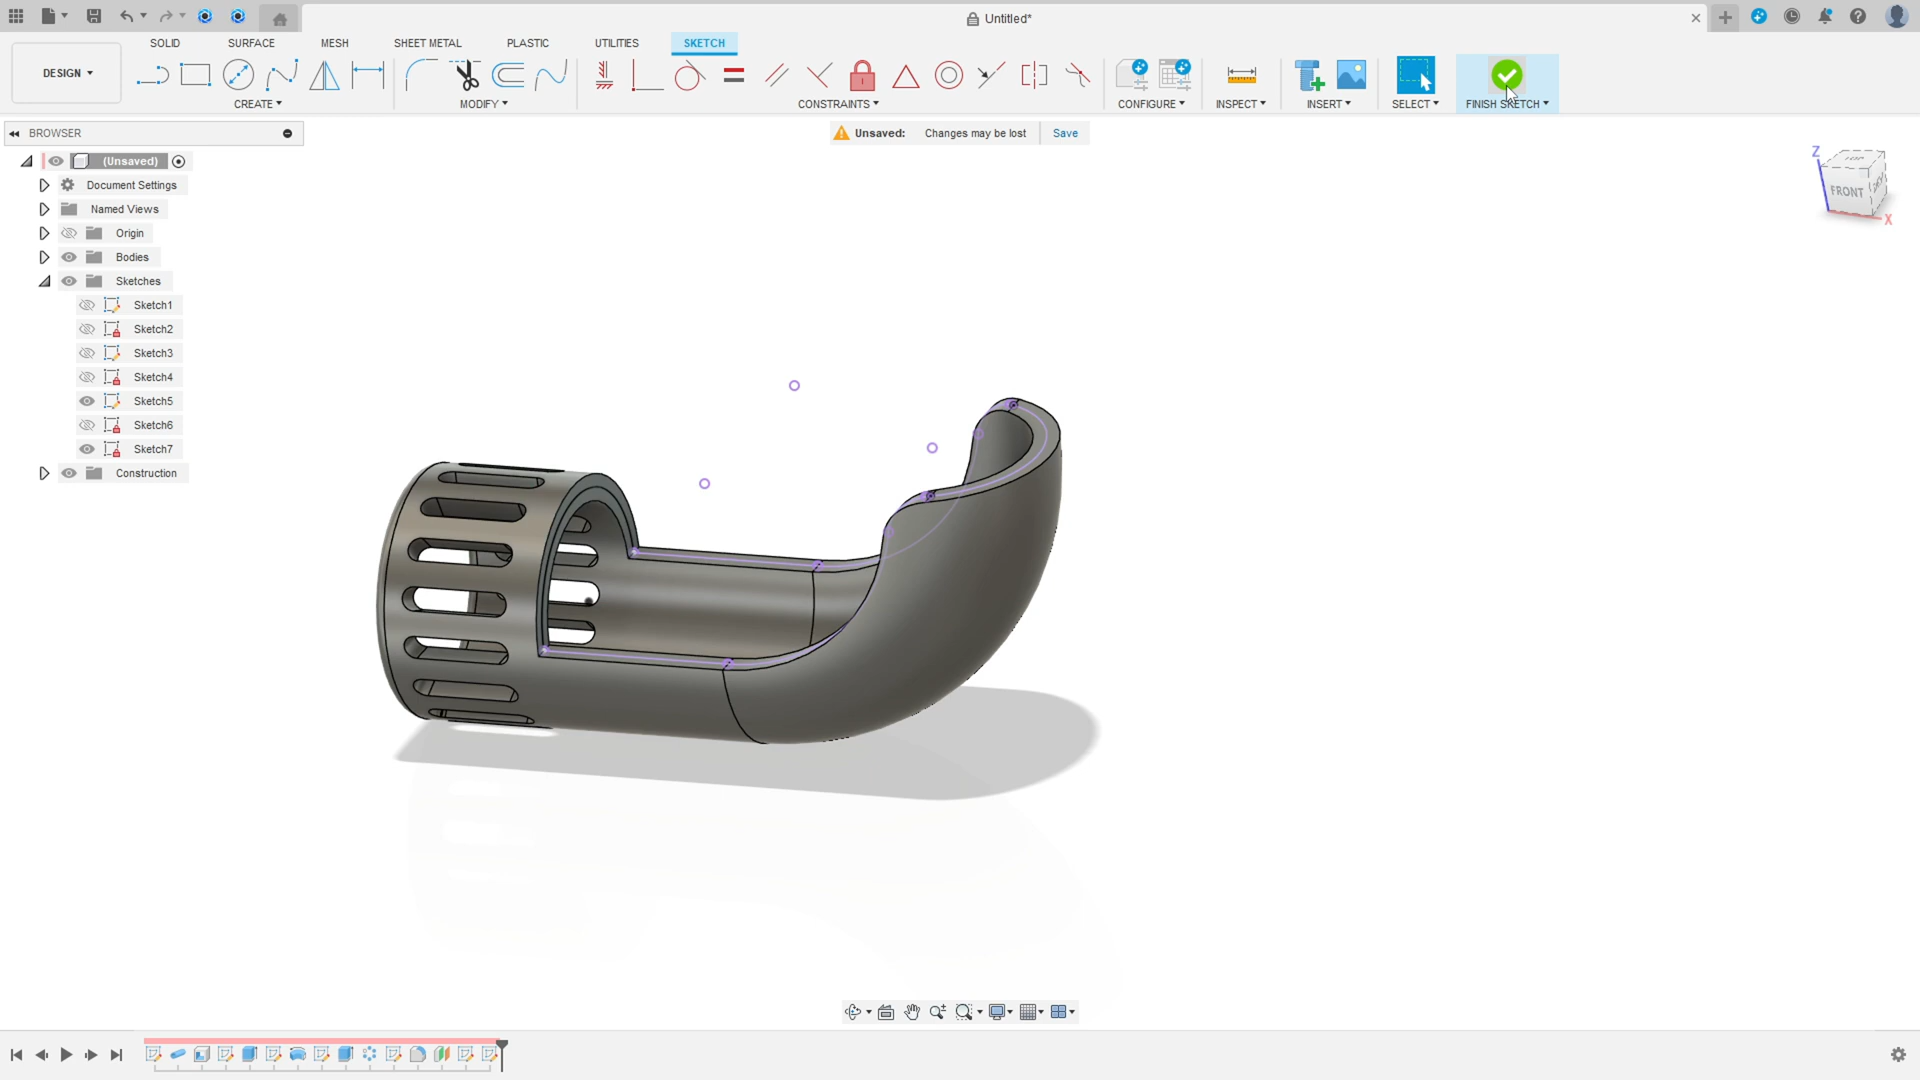 Untitled*
DESIGN
SOLID
SURFACE
MESH
SHEET METAL
PLASTIC
UTILITIES
SKETCH
CREATE
MODIFY
CONSTRAINTS
CONFIGURE
INSPECT
INSERT
SELECT
FINISH SKETCH
BROWSER
Unsaved: Changes may be lost Save
(Unsaved)
Document Settings
Named Views
Origin
Bodies
Sketches
Sketch1
Sketch2
Sketch3
Sketch4
Sketch5
Sketch6
Sketch7
Construction
Z
TOP
FRONT
X